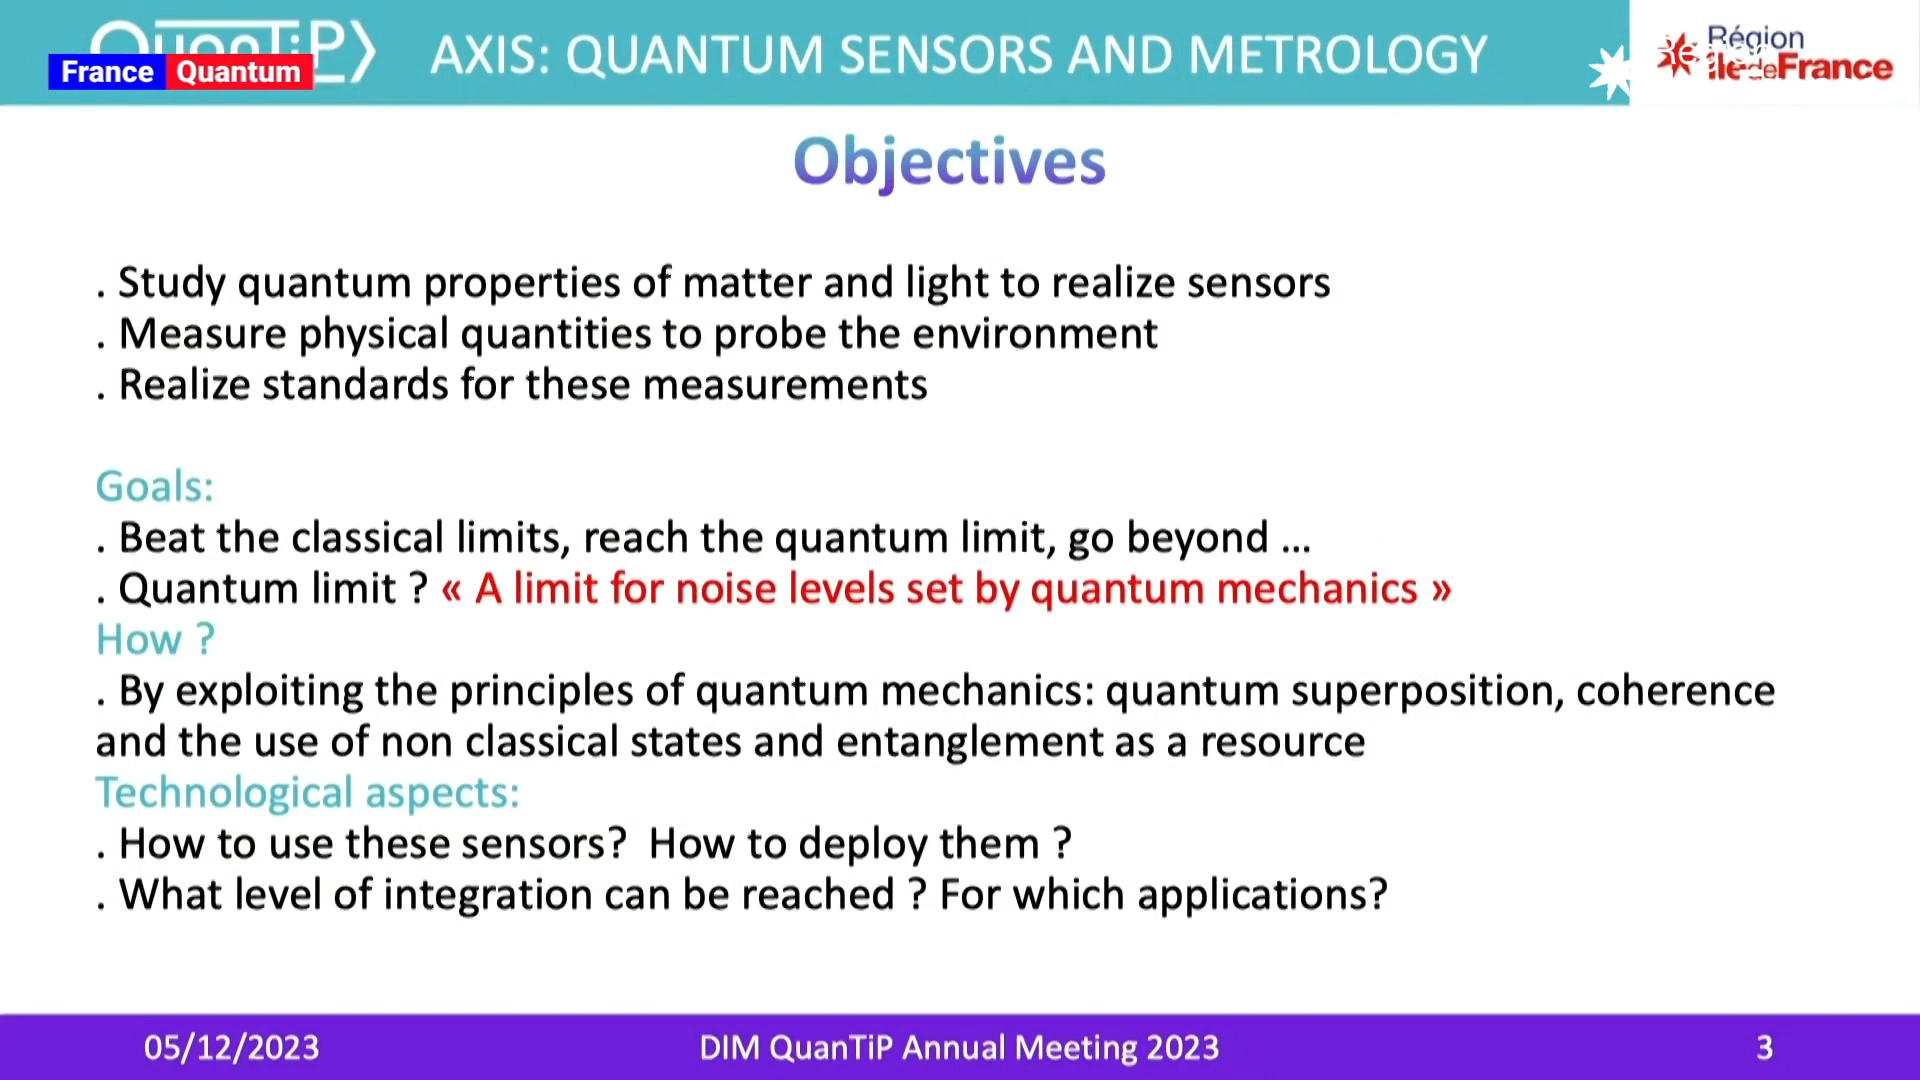 QuanTiP
France Quantum
AXIS: QUANTUM SENSORS AND METROLOGY
Région
île de France
Objectives
. Study quantum properties of matter and light to realize sensors
. Measure physical quantities to probe the environment
. Realize standards for these measurements
Goals:
. Beat the classical limits, reach the quantum limit, go beyond ...
. Quantum limit ? « A limit for noise levels set by quantum mechanics »
How ?
. By exploiting the principles of quantum mechanics: quantum superposition, coherence
and the use of non classical states and entanglement as a resource
Technological aspects:
. How to use these sensors?  How to deploy them ?
. What level of integration can be reached ? For which applications?
05/12/2023
DIM QuanTiP Annual Meeting 2023
3